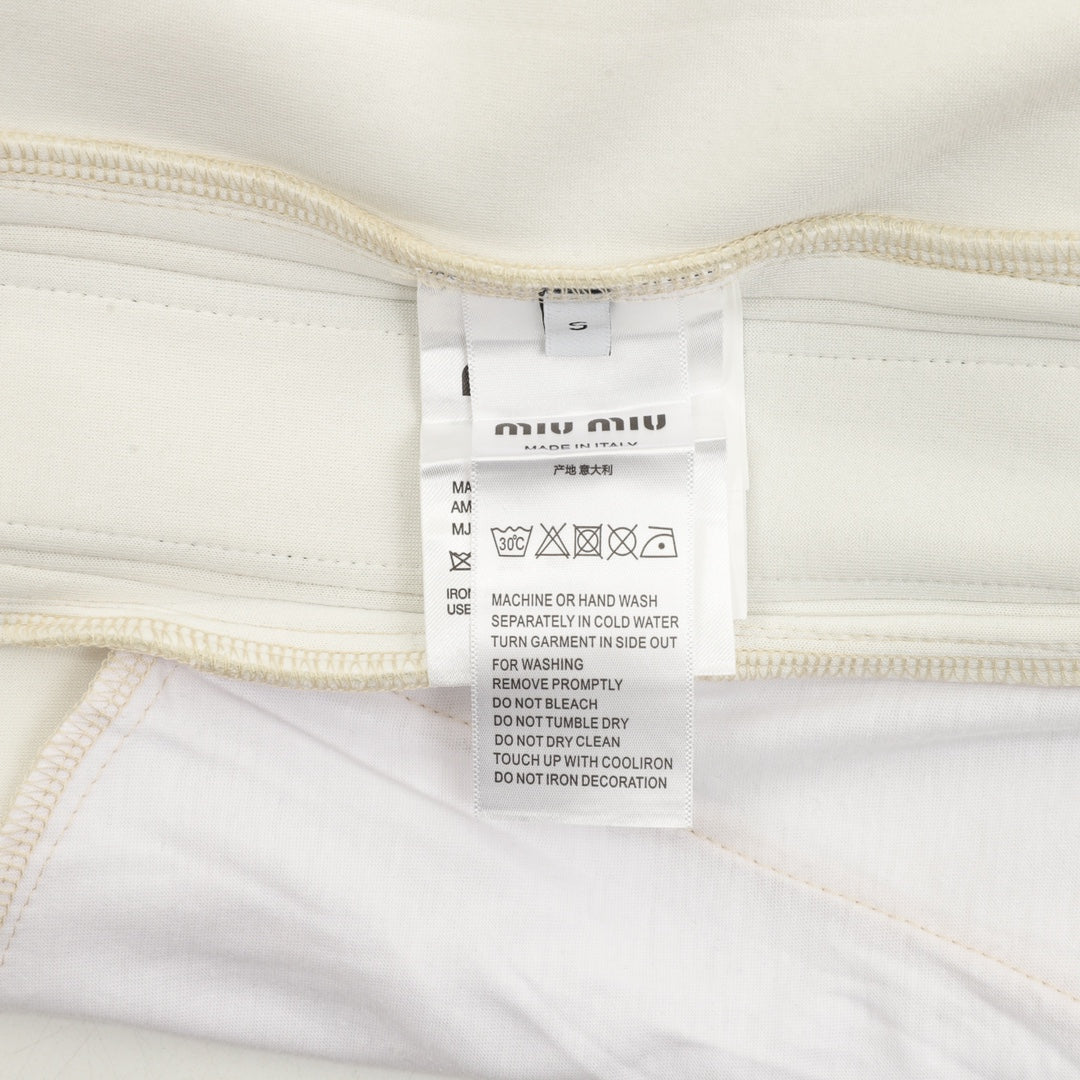 S
miu miu
MADE IN ITALY
产地 意大利
MA
AM
MJ
30°C
IRON
USE
MACHINE OR HAND WASH
SEPARATELY IN COLD WATER
TURN GARMENT IN SIDE OUT
FOR WASHING
REMOVE PROMPTLY
DO NOT BLEACH
DO NOT TUMBLE DRY
DO NOT DRY CLEAN
TOUCH UP WITH COOLIRON
DO NOT IRON DECORATION